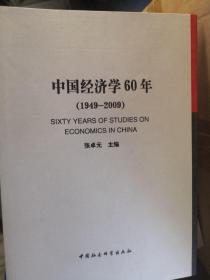 中国经济学60年
(1949-2009)
SIXTY YEARS OF STUDIES ON
ECONOMICS IN CHINA
张卓元 主编
中国社会科学出版社